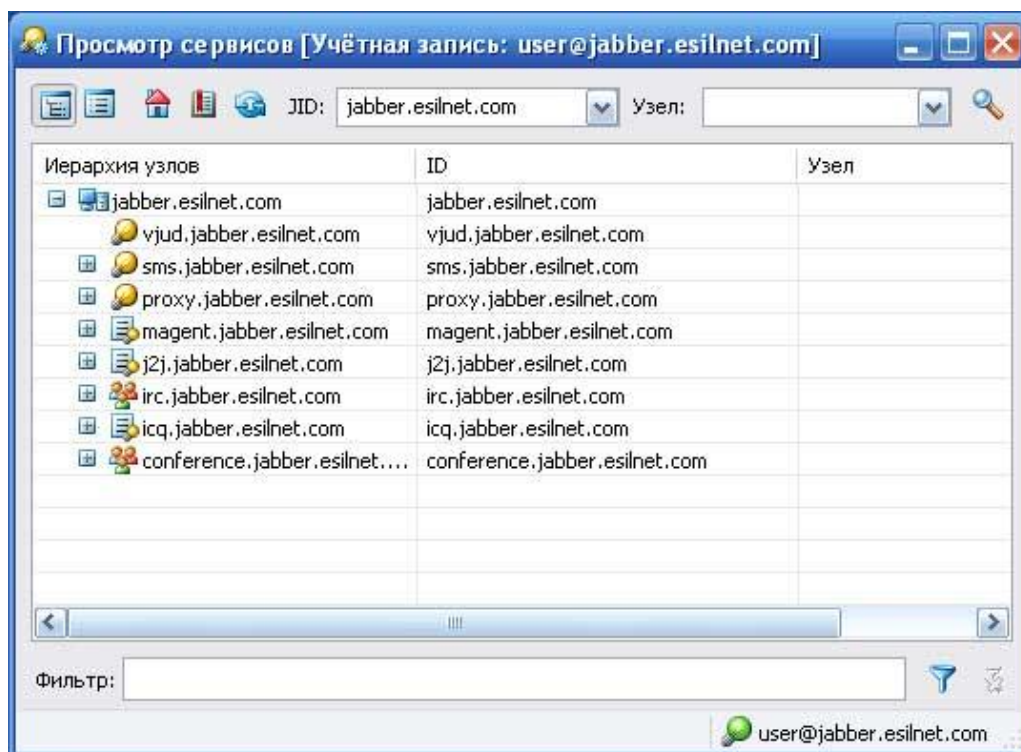 Просмотр сервисов [Учётная запись: user@jabber.esilnet.com]
JID: jabber.esilnet.com Узел:
Иерархия узлов ID Узел
jabber.esilnet.com jabber.esilnet.com
vjud.jabber.esilnet.com vjud.jabber.esilnet.com
sms.jabber.esilnet.com sms.jabber.esilnet.com
proxy.jabber.esilnet.com proxy.jabber.esilnet.com
magent.jabber.esilnet.com magent.jabber.esilnet.com
j2j.jabber.esilnet.com j2j.jabber.esilnet.com
irc.jabber.esilnet.com irc.jabber.esilnet.com
icq.jabber.esilnet.com icq.jabber.esilnet.com
conference.jabber.esilnet.... conference.jabber.esilnet.com
Фильтр:
user@jabber.esilnet.com